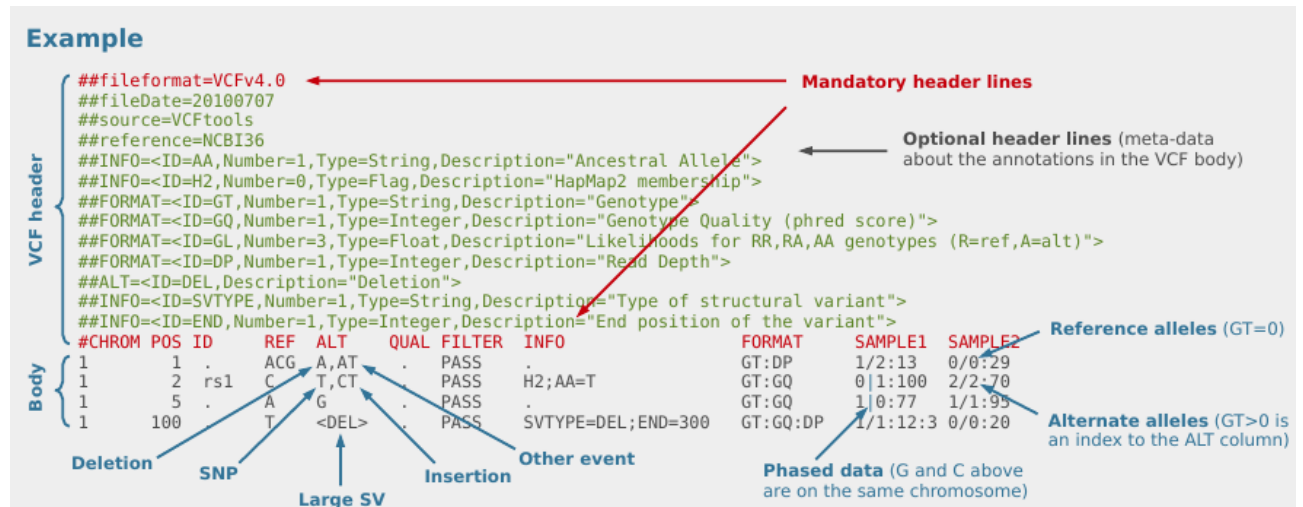 Example
##fileformat=VCFv4.0
Mandatory header lines
##fileDate=20100707
##source=VCFtools
##reference=NCBI36
Optional header lines (meta-data
about the annotations in the VCF body)
##INFO=<ID=AA,Number=1,Type=String,Description="Ancestral Allele">
##INFO=<ID=H2,Number=0,Type=Flag,Description="HapMap2 membership">
##FORMAT=<ID=GT,Number=1,Type=String,Description="Genotype">
##FORMAT=<ID=GQ,Number=1,Type=Integer,Description="Genotype Quality (phred score)">
##FORMAT=<ID=GL,Number=3,Type=Float,Description="Likelihoods for RR,RA,AA genotypes (R=ref,A=alt)">
##FORMAT=<ID=DP,Number=1,Type=Integer,Description="Read Depth">
##ALT=<ID=DEL,Description="Deletion">
##INFO=<ID=SVTYPE,Number=1,Type=String,Description="Type of structural variant">
##INFO=<ID=END,Number=1,Type=Integer,Description="End position of the variant">
VCF header
#CHROM POS ID REF ALT QUAL FILTER INFO FORMAT SAMPLE1 SAMPLE2
1 1 . ACG A,AT . PASS . GT:DP 1/2:13 0/0:29
1 2 rs1 C T,CT . PASS H2;AA=T GT:GQ 0|1:100 2/2:70
1 5 . A G . PASS . GT:GQ 1|0:77 1/1:95
1 100 . T <DEL> . PASS SVTYPE=DEL;END=300 GT:GQ:DP 1/1:12:3 0/0:20
Body
Reference alleles (GT=0)
Alternate alleles (GT>0 is
an index to the ALT column)
Deletion
SNP
Large SV
Insertion
Other event
Phased data (G and C above
are on the same chromosome)